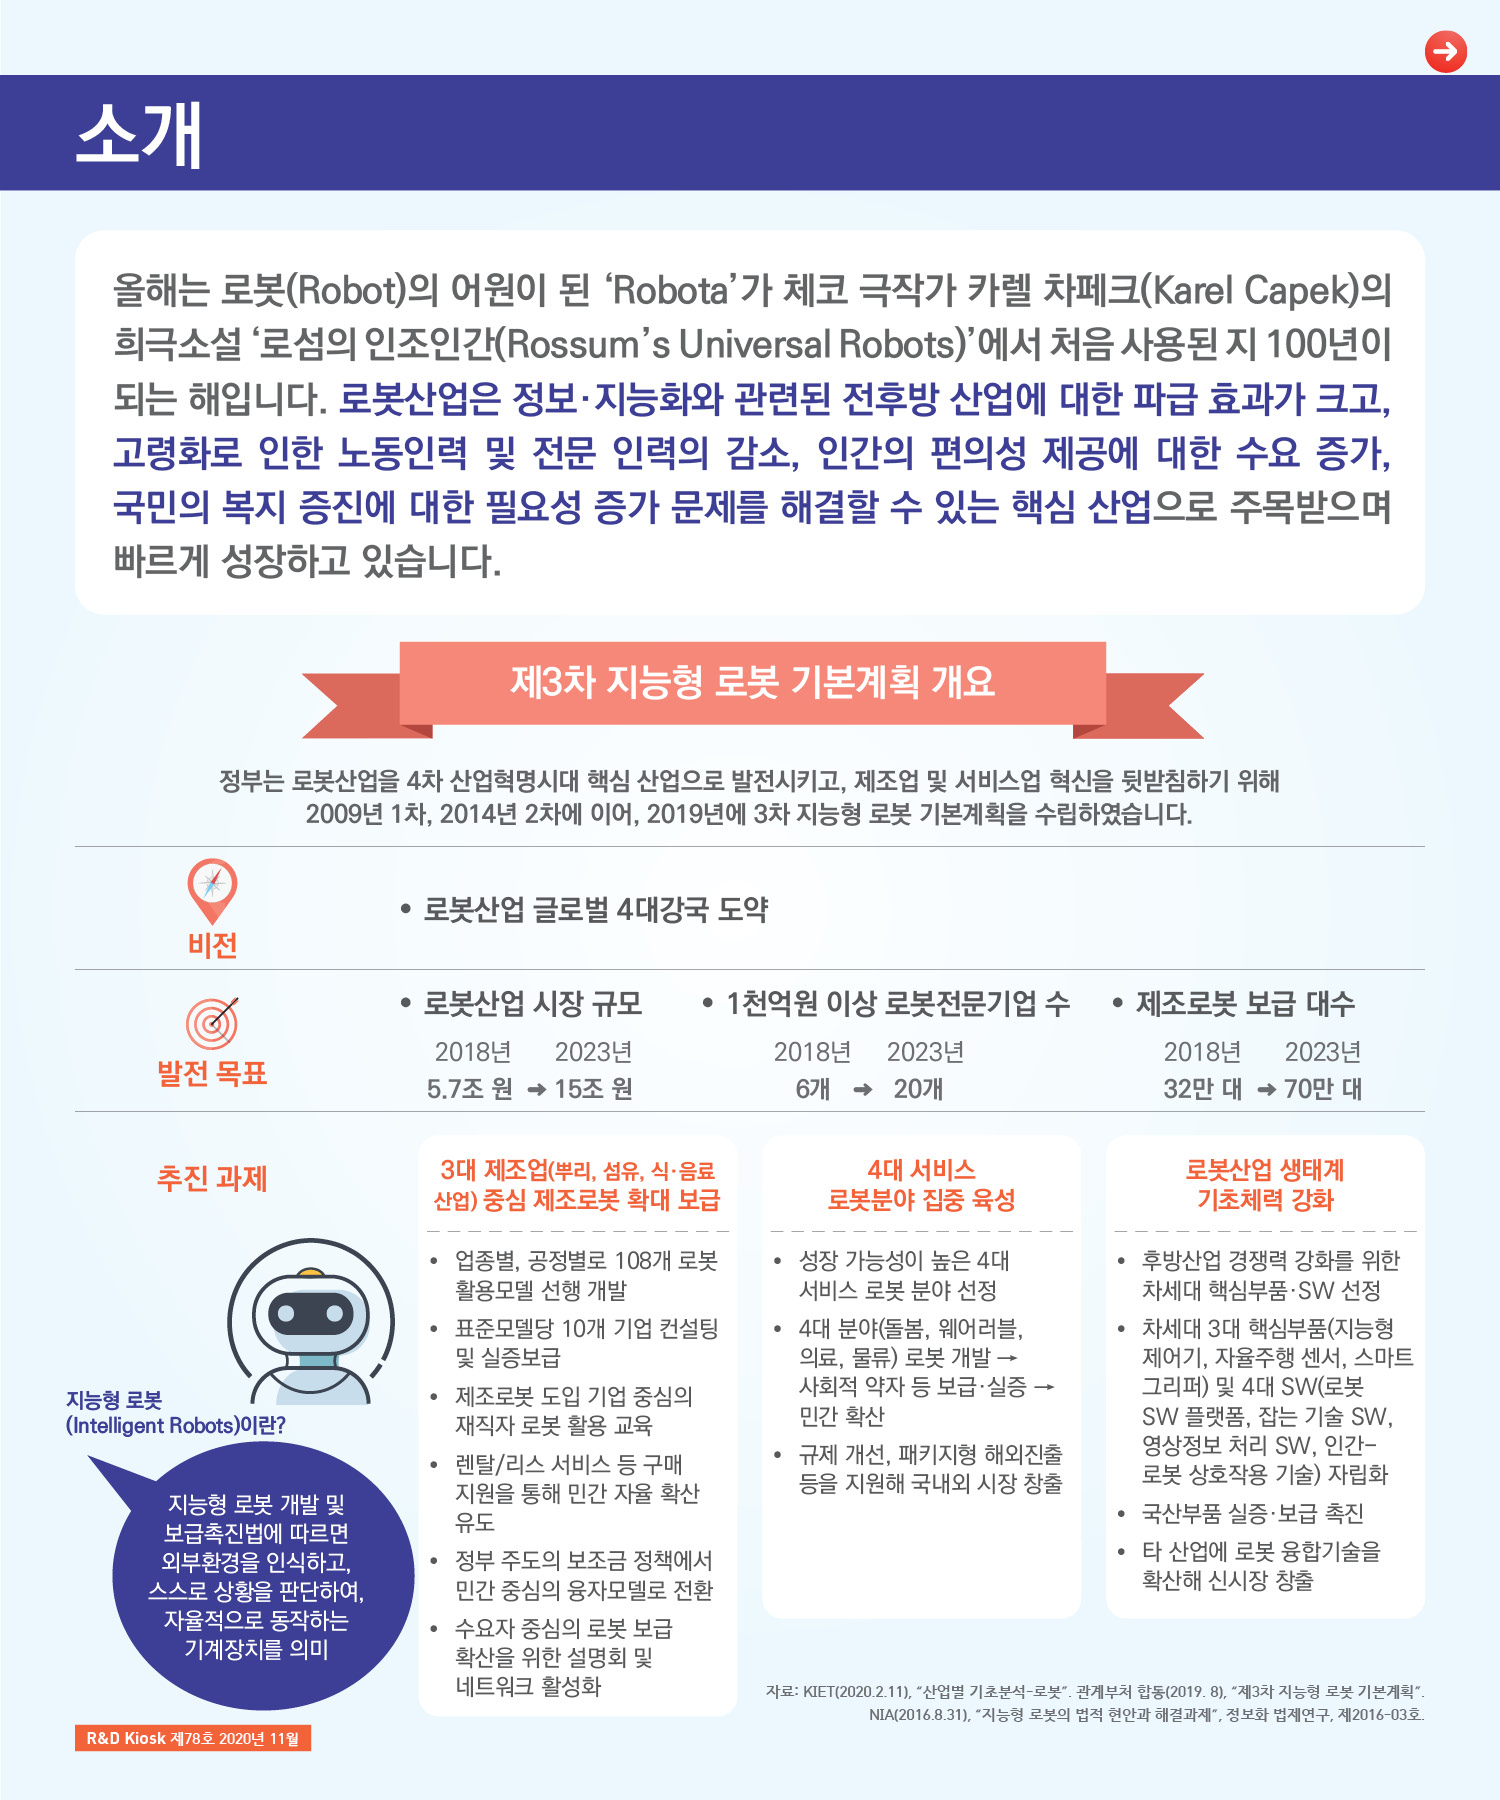 소개
올해는 로봇(Robot)의 어원이 된 ‘Robota’가 체코 극작가 카렐 차페크(Karel Capek)의
희극소설 ‘로섬의 인조인간(Rossum’s Universal Robots)’에서 처음 사용된 지 100년이
되는 해입니다. 로봇산업은 정보·지능화와 관련된 전후방 산업에 대한 파급 효과가 크고,
고령화로 인한 노동인력 및 전문 인력의 감소, 인간의 편의성 제공에 대한 수요 증가,
국민의 복지 증진에 대한 필요성 증가 문제를 해결할 수 있는 핵심 산업으로 주목받으며
빠르게 성장하고 있습니다.
제3차 지능형 로봇 기본계획 개요
정부는 로봇산업을 4차 산업혁명시대 핵심 산업으로 발전시키고, 제조업 및 서비스업 혁신을 뒷받침하기 위해
2009년 1차, 2014년 2차에 이어, 2019년에 3차 지능형 로봇 기본계획을 수립하였습니다.
비전
• 로봇산업 글로벌 4대강국 도약
발전 목표
• 로봇산업 시장 규모
2018년 2023년
5.7조 원 → 15조 원
• 1천억원 이상 로봇전문기업 수
2018년 2023년
6개 → 20개
• 제조로봇 보급 대수
2018년 2023년
32만 대 → 70만 대
추진 과제
3대 제조업(뿌리, 섬유, 식·음료
산업) 중심 제조로봇 확대 보급
• 업종별, 공정별로 108개 로봇
활용모델 선행 개발
• 표준모델당 10개 기업 컨설팅
및 실증보급
• 제조로봇 도입 기업 중심의
재직자 로봇 활용 교육
• 렌탈/리스 서비스 등 구매
지원을 통해 민간 자율 확산
유도
• 정부 주도의 보조금 정책에서
민간 중심의 융자모델로 전환
• 수요자 중심의 로봇 보급
확산을 위한 설명회 및
네트워크 활성화
4대 서비스
로봇분야 집중 육성
• 성장 가능성이 높은 4대
서비스 로봇 분야 선정
• 4대 분야(돌봄, 웨어러블,
의료, 물류) 로봇 개발 →
사회적 약자 등 보급·실증 →
민간 확산
• 규제 개선, 패키지형 해외진출
등을 지원해 국내외 시장 창출
로봇산업 생태계
기초체력 강화
• 후방산업 경쟁력 강화를 위한
차세대 핵심부품·SW 선정
• 차세대 3대 핵심부품(지능형
제어기, 자율주행 센서, 스마트
그리퍼) 및 4대 SW(로봇
SW 플랫폼, 잡는 기술 SW,
영상정보 처리 SW, 인간-
로봇 상호작용 기술) 자립화
• 국산부품 실증·보급 촉진
• 타 산업에 로봇 융합기술을
확산해 신시장 창출
지능형 로봇
(Intelligent Robots)이란?
지능형 로봇 개발 및
보급촉진법에 따르면
외부환경을 인식하고,
스스로 상황을 판단하여,
자율적으로 동작하는
기계장치를 의미
자료: KIET(2020.2.11), “산업별 기초분석-로봇”. 관계부처 합동(2019. 8), “제3차 지능형 로봇 기본계획”.
NIA(2016.8.31), “지능형 로봇의 법적 현안과 해결과제”, 정보화 법제연구, 제2016-03호.
R&D Kiosk 제78호 2020년 11월